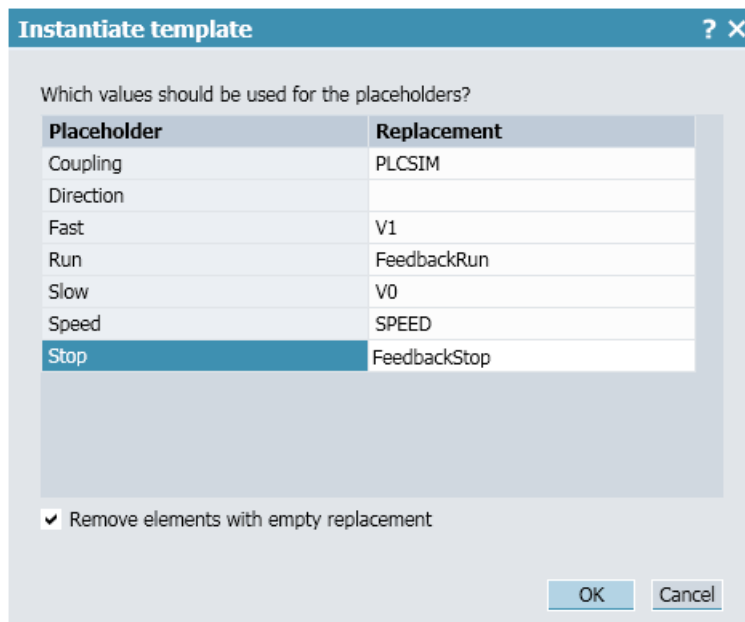 Instantiate template ? ×
Which values should be used for the placeholders?
Placeholder Replacement
Coupling PLCSIM
Direction
Fast V1
Run FeedbackRun
Slow V0
Speed SPEED
Stop FeedbackStop
Remove elements with empty replacement
OK Cancel